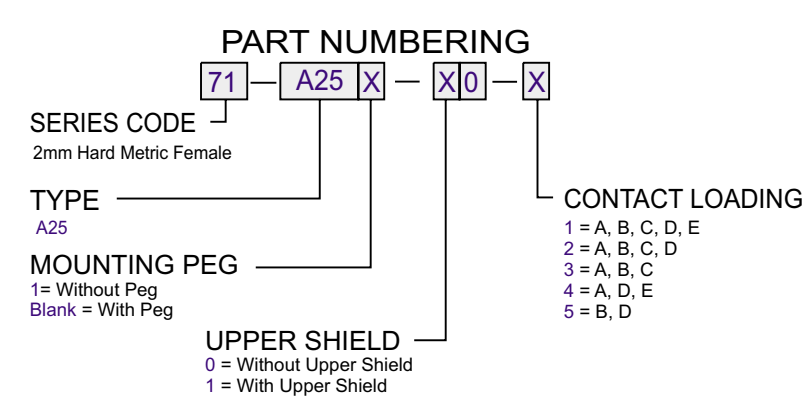 PART NUMBERING
71 — A25 X — X 0 — X
SERIES CODE
2mm Hard Metric Female
TYPE
A25
MOUNTING PEG
1= Without Peg
Blank = With Peg
UPPER SHIELD
0 = Without Upper Shield
1 = With Upper Shield
CONTACT LOADING
1 = A, B, C, D, E
2 = A, B, C, D
3 = A, B, C
4 = A, D, E
5 = B, D